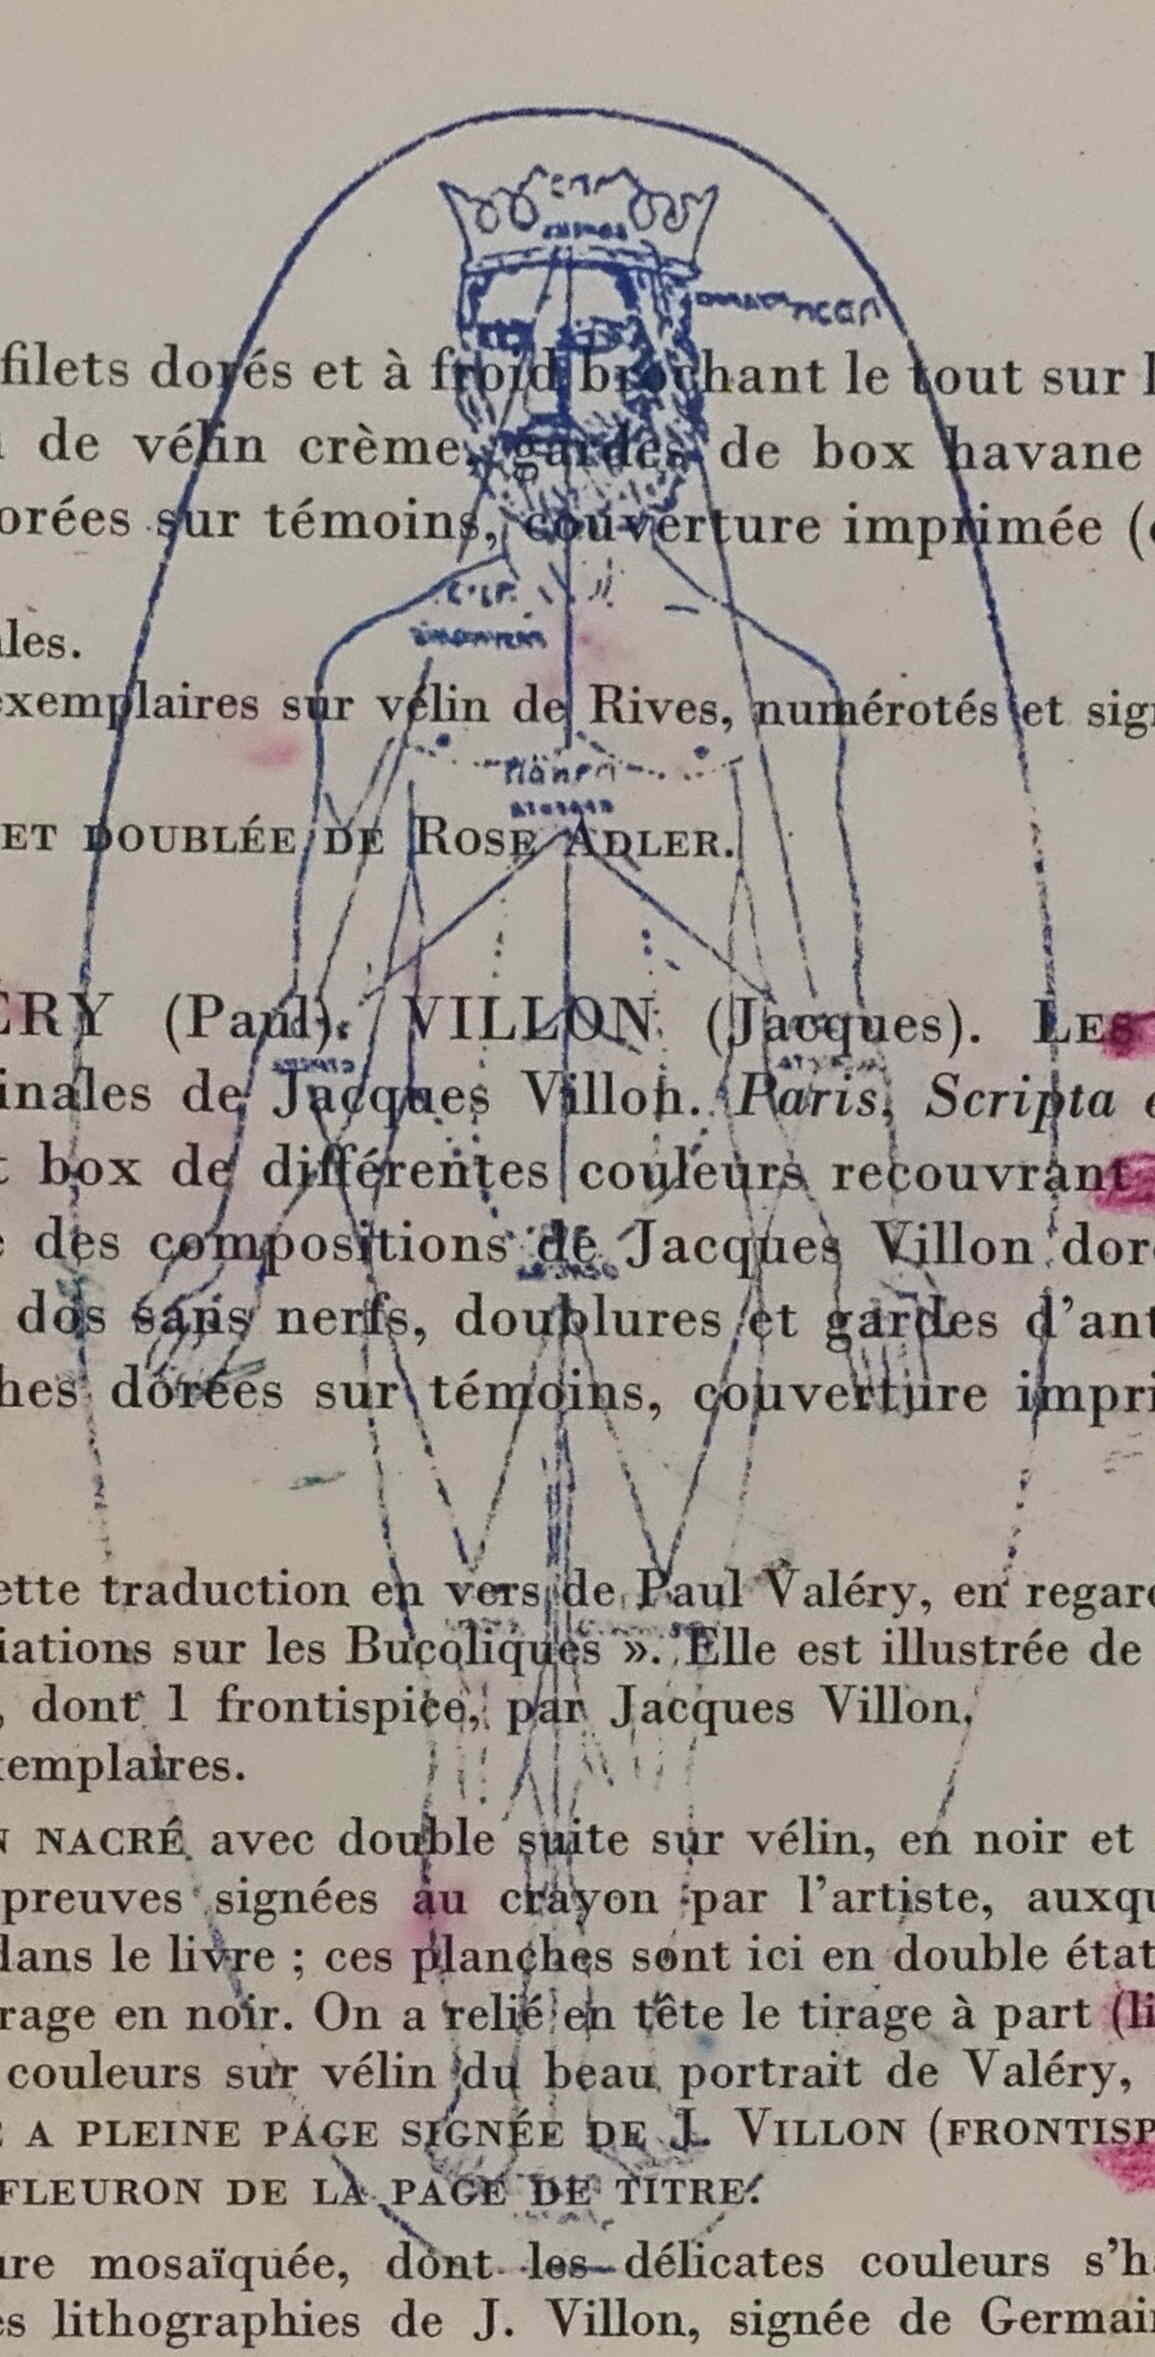 filets dorés et à froid brochant le tout sur l
de vélin crème, gardes de box havane
orées sur témoins, couverture imprimée (
ales.
exemplaires sur vélin de Rives, numérotés et sig
ET DOUBLÉE DE ROSE ADLER.
ÉRY (Paul). VILLON (Jacques). LES
inales de Jacques Villon. Paris, Scripta e
t box de différentes couleurs recouvrant
e des compositions de Jacques Villon dor
dos sans nerfs, doublures et gardes d'ant
hes dorées sur témoins, couverture impri
ette traduction en vers de Paul Valéry, en regar
iations sur les Bucoliques ». Elle est illustrée de
, dont 1 frontispice, par Jacques Villon.
emplaires.
N NACRÉ avec double suite sur vélin, en noir et
preuves signées au crayon par l'artiste, auxqu
dans le livre ; ces planches sont ici en double état
rage en noir. On a relié en tête le tirage à part (li
couleurs sur vélin du beau portrait de Valéry,
E A PLEINE PAGE SIGNÉE DE J. VILLON (FRONTISP
FLEURON DE LA PAGE DE TITRE.
ure mosaïquée, dont les délicates couleurs s'h
es lithographies de J. Villon, signée de Germai